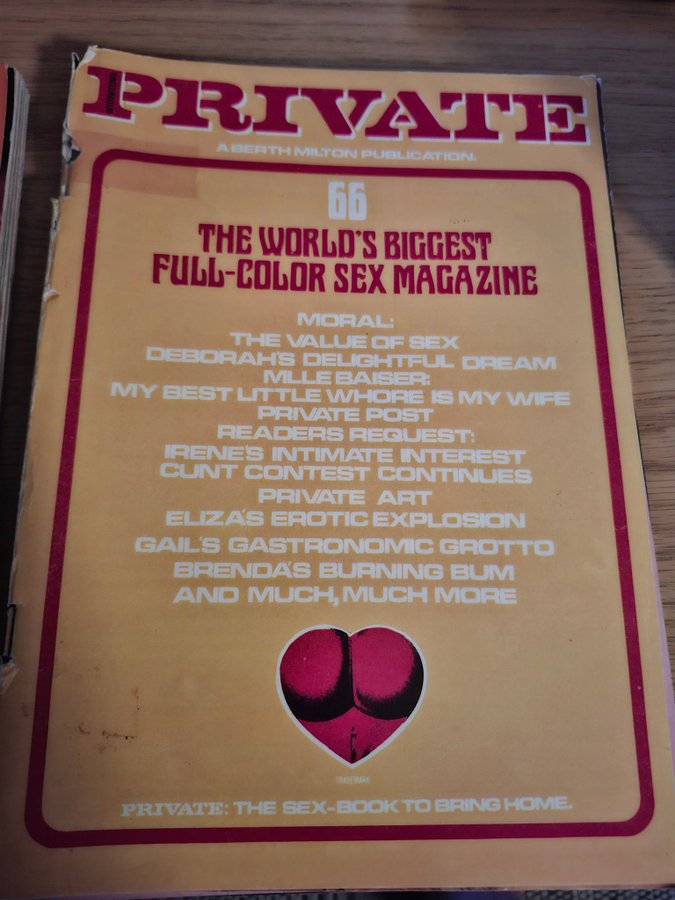 PRIVATE
A BERTH MILTON PUBLICATION.
66
THE WORLD'S BIGGEST
FULL-COLOR SEX MAGAZINE
MORAL:
THE VALUE OF SEX
DEBORAH'S DELIGHTFUL DREAM
MLLE BAISER:
MY BEST LITTLE WHORE IS MY WIFE
PRIVATE POST
READERS REQUEST:
IRENE'S INTIMATE INTEREST
CUNT CONTEST CONTINUES
PRIVATE ART
ELIZA'S EROTIC EXPLOSION
GAIL'S GASTRONOMIC GROTTO
BRENDA'S BURNING BUM
AND MUCH, MUCH MORE
TRADEMARK
PRIVATE: THE SEX-BOOK TO BRING HOME.